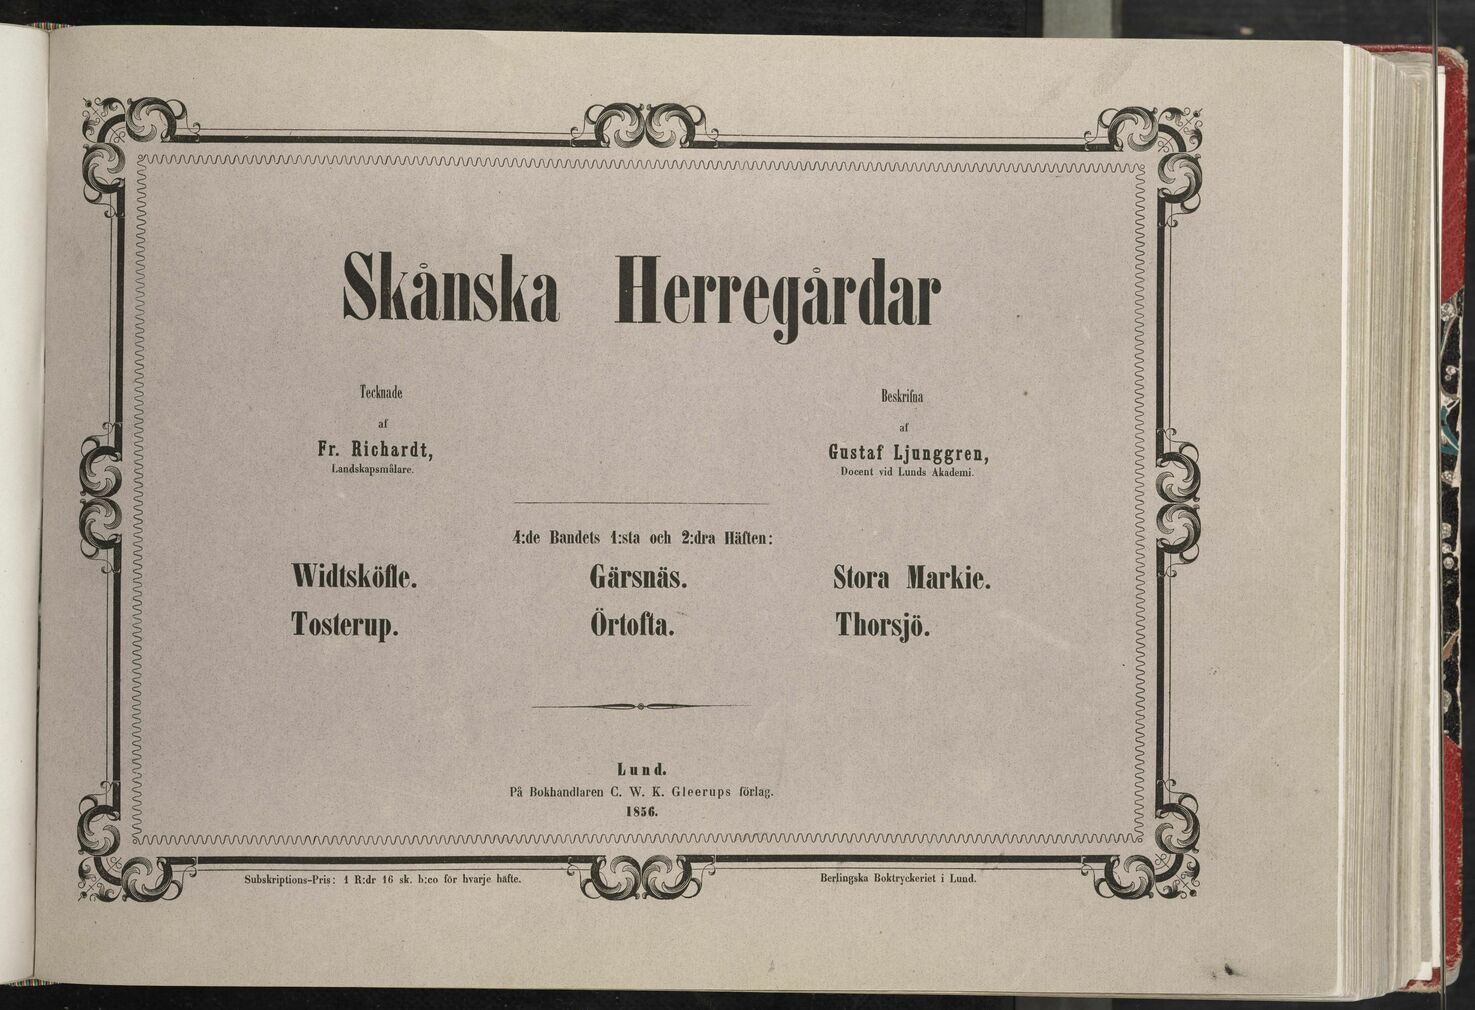 Skånska Herregårdar
Tecknade
af
Fr. Richardt,
Landskapsmålare.
Beskrifna
af
Gustaf Ljunggren,
Docent vid Lunds Akademi.
4:de Bandets 1:sta och 2:dra Häften:
Widtsköfle. Gärsnäs. Stora Markie.
Tosterup. Örtofta. Thorsjö.
Lund.
På Bokhandlaren C. W. K. Gleerups förlag.
1856.
Subskriptions-Pris: 1 R:dr 16 sk. b:co för hvarje häfte.
Berlingska Boktryckeriet i Lund.